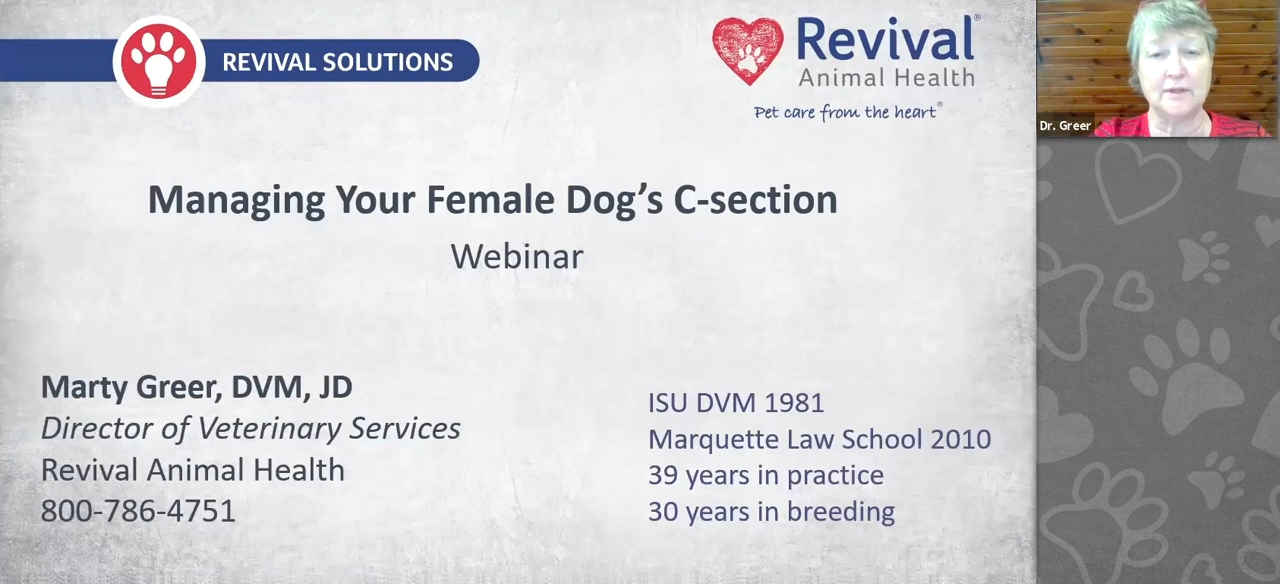 REVIVAL SOLUTIONS
Revival®
Animal Health
Pet care from the heart®
Dr. Greer
Managing Your Female Dog's C-section
Webinar
Marty Greer, DVM, JD
Director of Veterinary Services
Revival Animal Health
800-786-4751
ISU DVM 1981
Marquette Law School 2010
39 years in practice
30 years in breeding